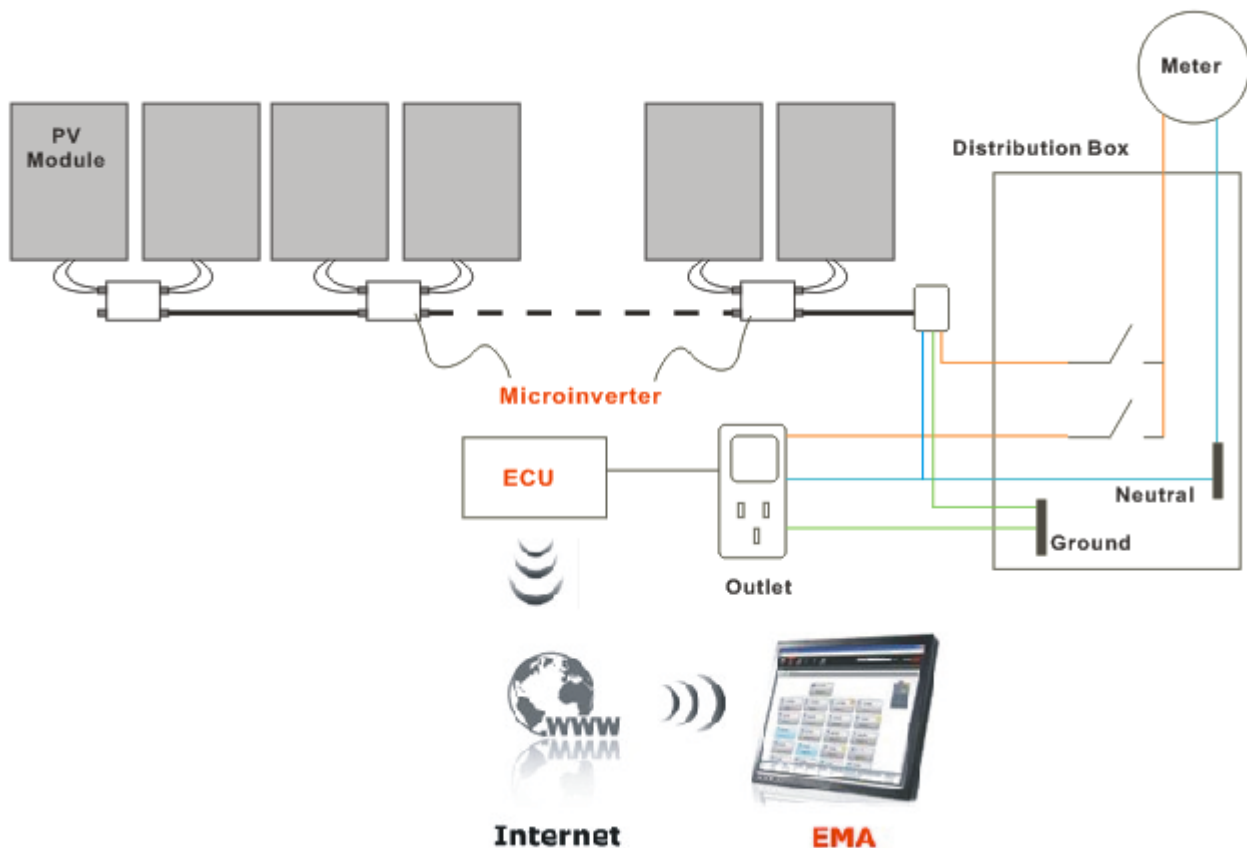 Meter
PV
Module
Distribution Box
Microinverter
ECU
Neutral
Ground
Outlet
WWW
Internet
EMA